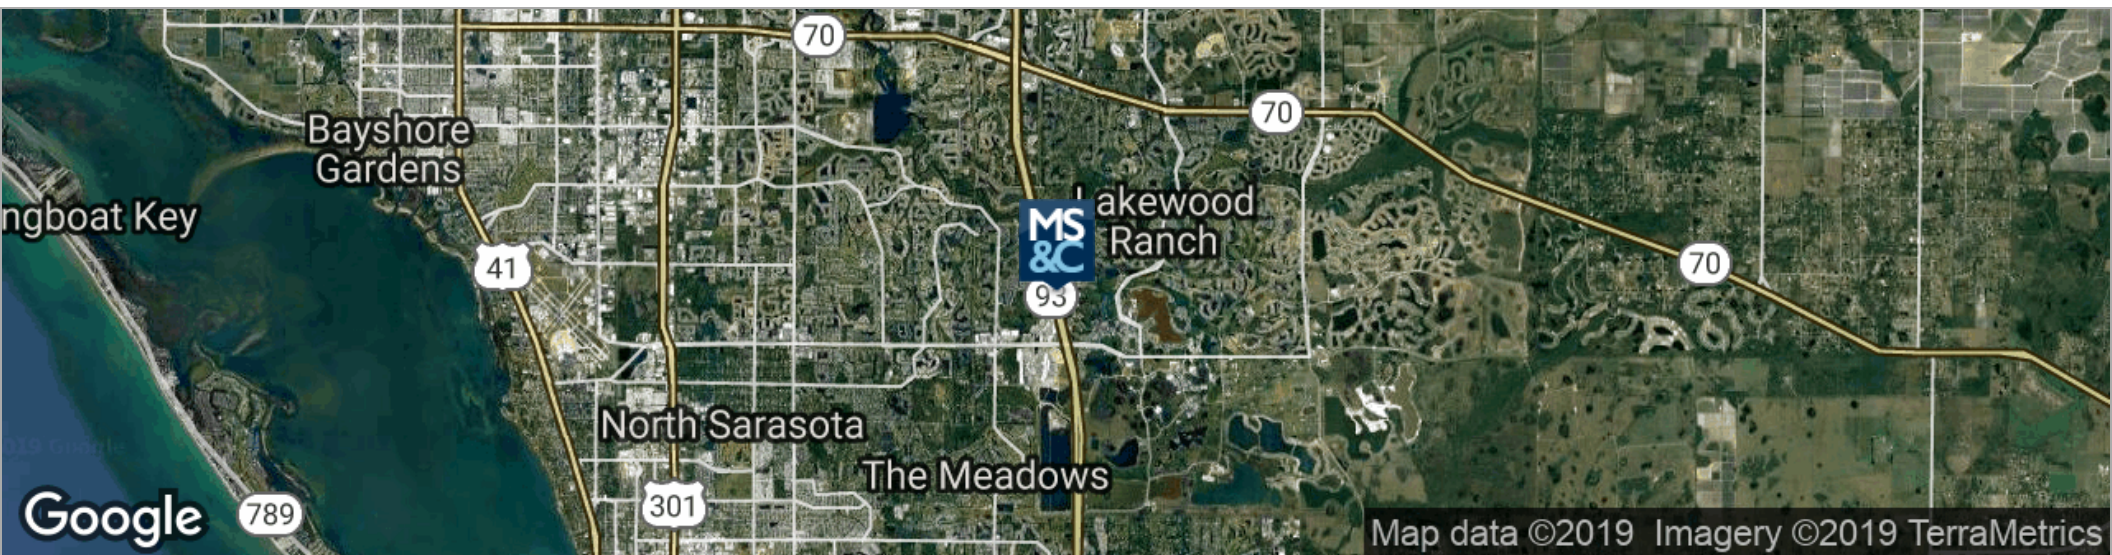 70
70
Bayshore
Gardens
akewood
Ranch
ngboat Key
MS
&C
41
93
70
North Sarasota
The Meadows
301
Google
789
Map data ©2019 Imagery ©2019 TerraMetrics